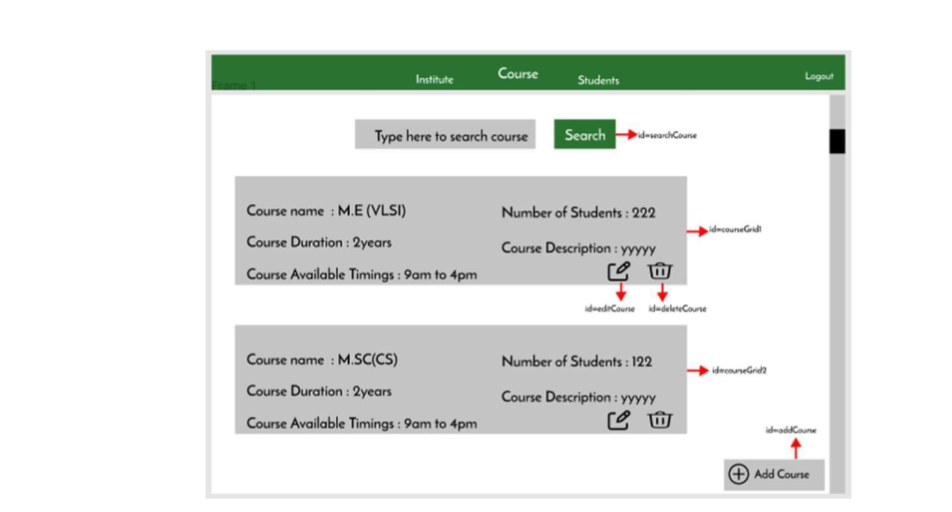 Frame 1
Institute
Course
Students
Logout
Type here to search course
Search
id=searchCourse
Course name : M.E (VLSI)
Number of Students : 222
id=courseGrid1
Course Duration : 2years
Course Description : yyyyy
Course Available Timings : 9am to 4pm
id=editCourse
id=deleteCourse
Course name : M.SC(CS)
Number of Students : 122
id=courseGrid2
Course Duration : 2years
Course Description : yyyyy
Course Available Timings : 9am to 4pm
id=addCourse
Add Course